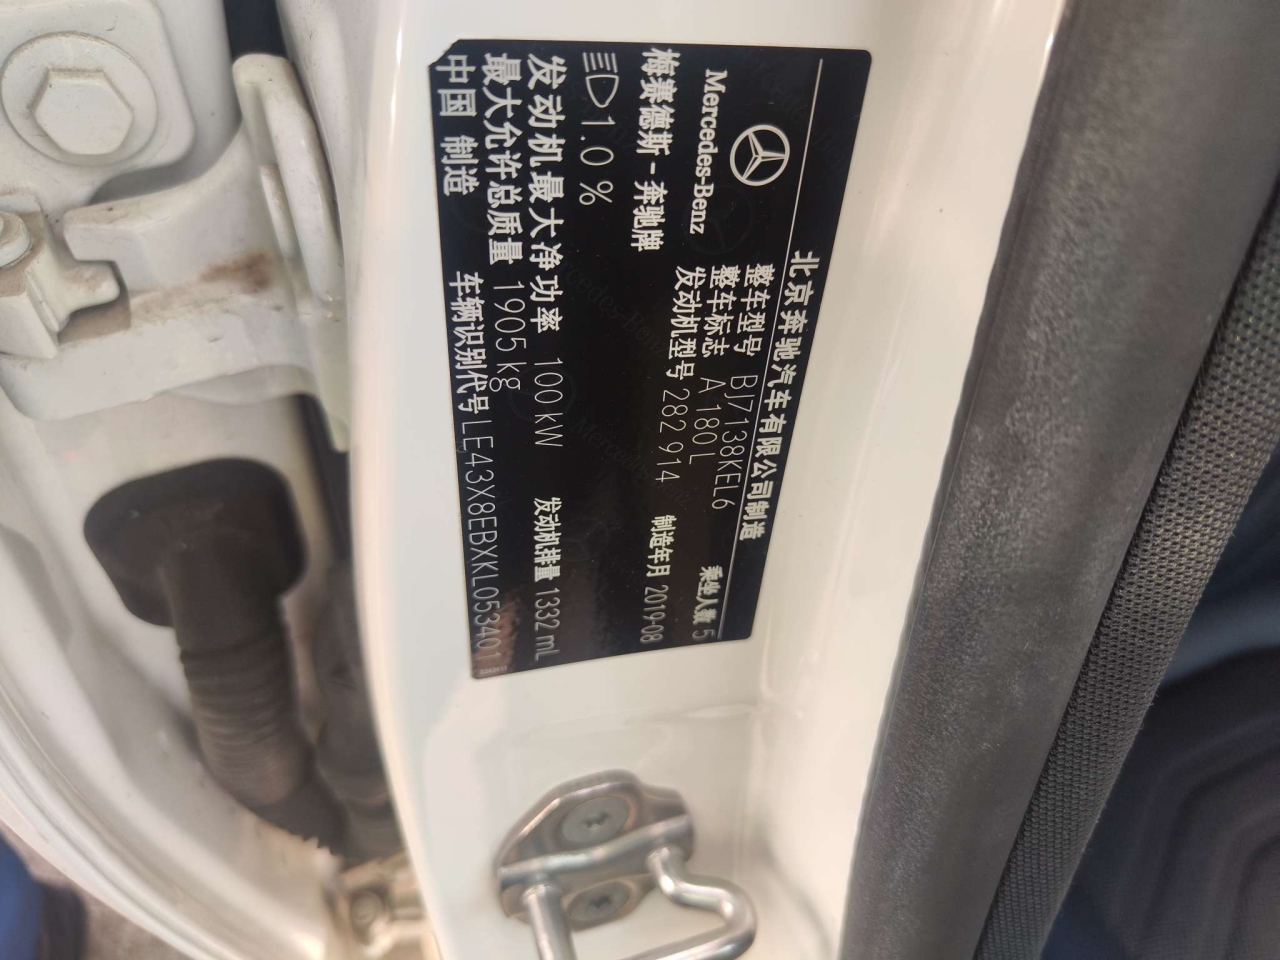 北京奔驰汽车有限公司制造
Mercedes-Benz
整车型号 BJ7138KEL6
整车标志 A 180 L
乘坐人数 5
梅赛德斯-奔驰牌
发动机型号 282 914
制造年月 2019-08
1.0 %
发动机最大净功率 100 kW
发动机排量 1332 mL
最大允许总质量 1905 kg
中国 制造
车辆识别代号 LE43X8EBXKL053401